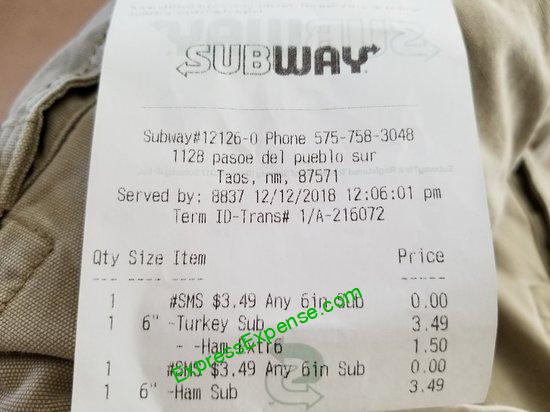 SUBWAY
Subway#12126-0 Phone 575-758-3048
1128 pasoe del pueblo sur
Taos, nm, 87571
Served by: 8837 12/12/2018 12:06:01 pm
Term ID-Trans# 1/A-216072
Qty Size Item Price
1 #SMS $3.49 Any 6in Sub 0.00
1 6" -Turkey Sub 3.49
- -Ham Extr6 1.50
1 #SMS $3.49 Any 6in Sub 0.00
1 6" -Ham Sub 3.49
ExpressExpense.com